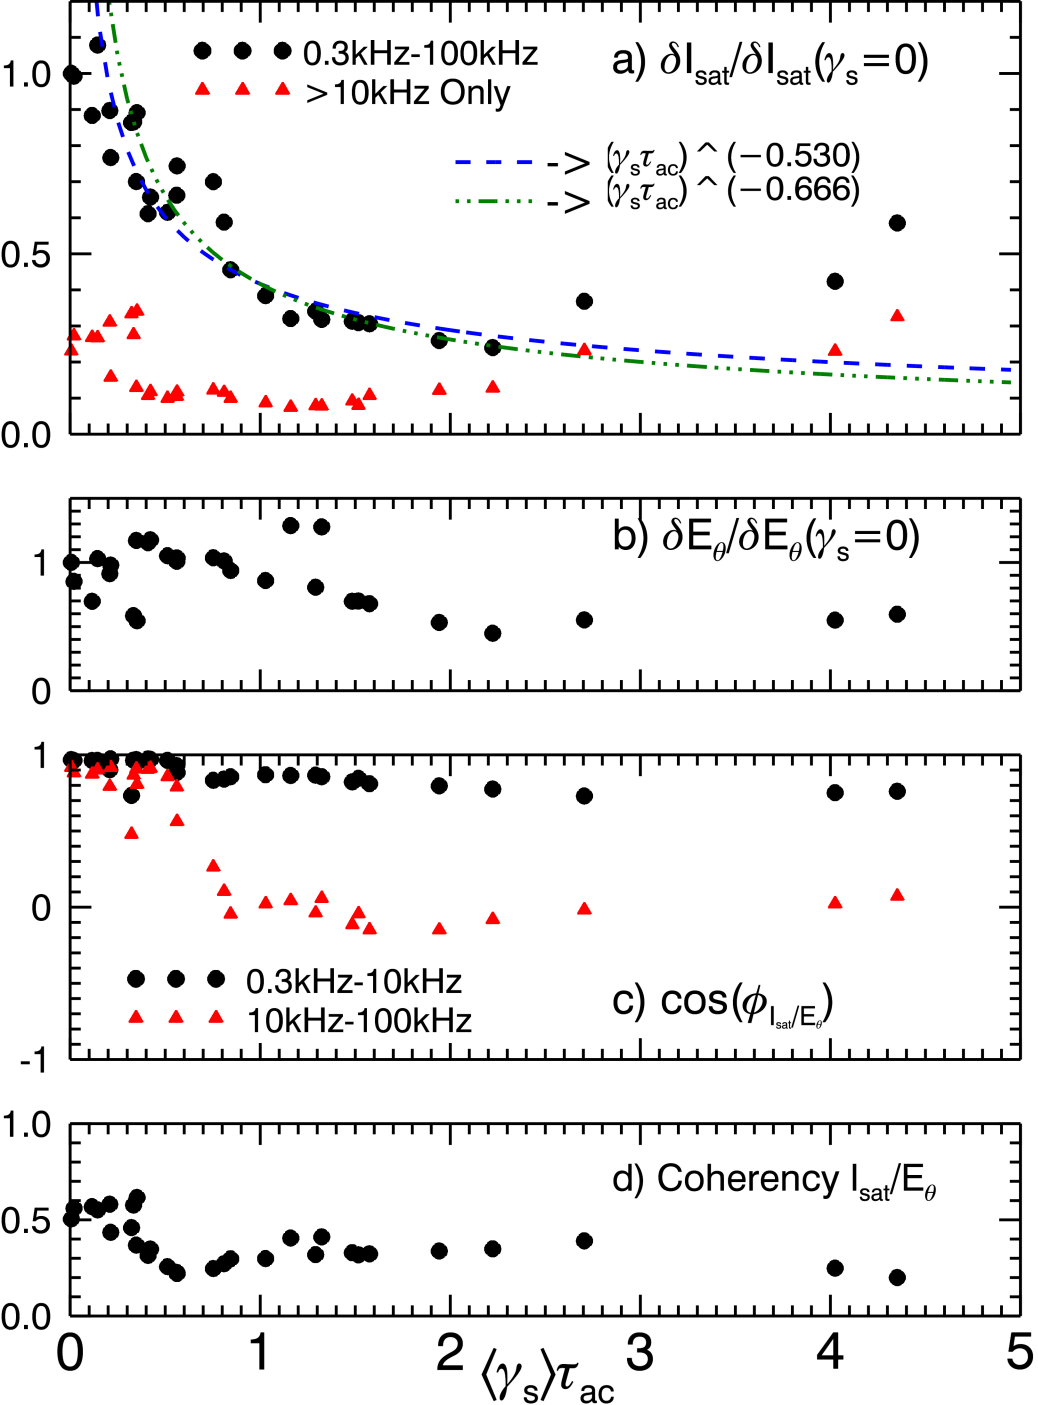 0.3kHz-100kHz
>10kHz Only
a) δI_sat/δI_sat(γ_s=0)
-> (γ_sτ_ac)^(−0.530)
-> (γ_sτ_ac)^(−0.666)
1.0
0.5
0.0
b) δE_θ/δE_θ(γ_s=0)
1
0
1
0
-1
0.3kHz-10kHz
10kHz-100kHz
c) cos(ϕ_I_sat/E_θ)
1.0
0.5
0.0
d) Coherency I_sat/E_θ
0 1 2 3 4 5
⟨γ_s⟩τ_ac